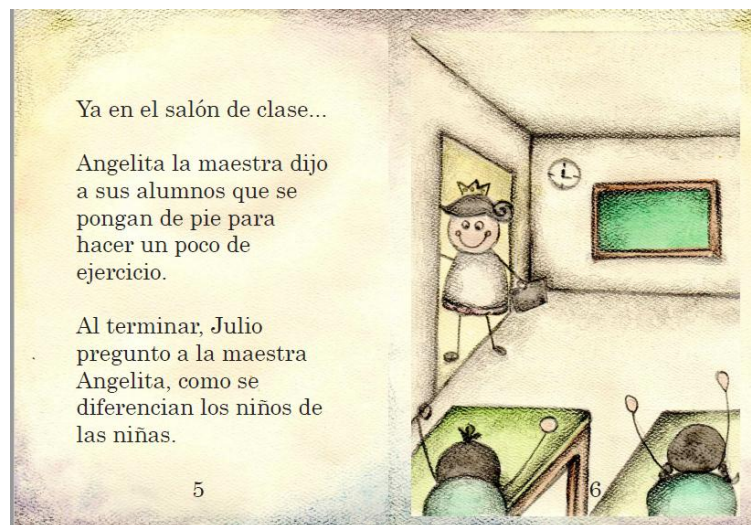 Ya en el salón de clase...
Angelita la maestra dijo
a sus alumnos que se
pongan de pie para
hacer un poco de
ejercicio.
Al terminar, Julio
pregunto a la maestra
Angelita, como se
diferencian los niños de
las niñas.
5
6